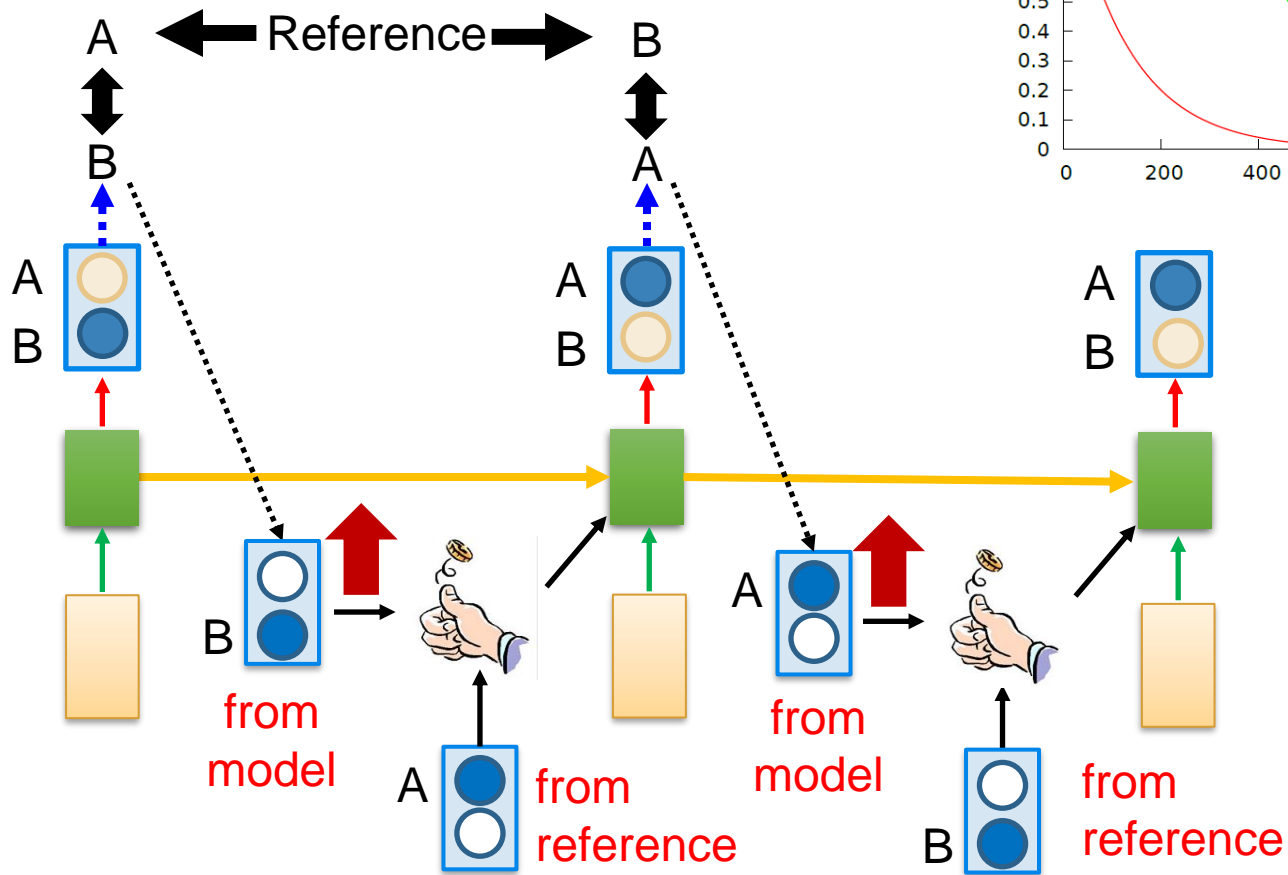 A Reference B
0.5
0.4
0.3
0.2
0.1
0
0 200 400
B A
A
B
A
B
A
B
B
from
model
A
from
reference
A
from
model
B
from
reference